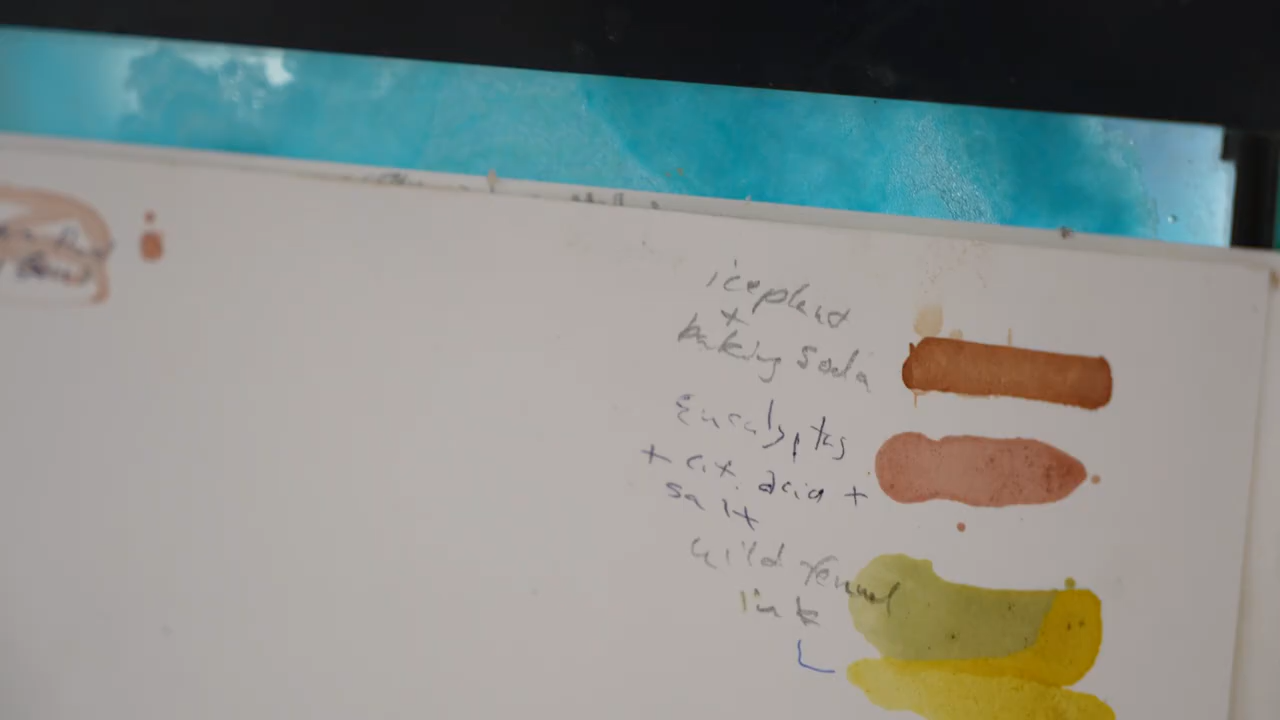 iceplant
+
baking soda
Eucalyptus
+ cit. acid +
salt
wild fennel
ink